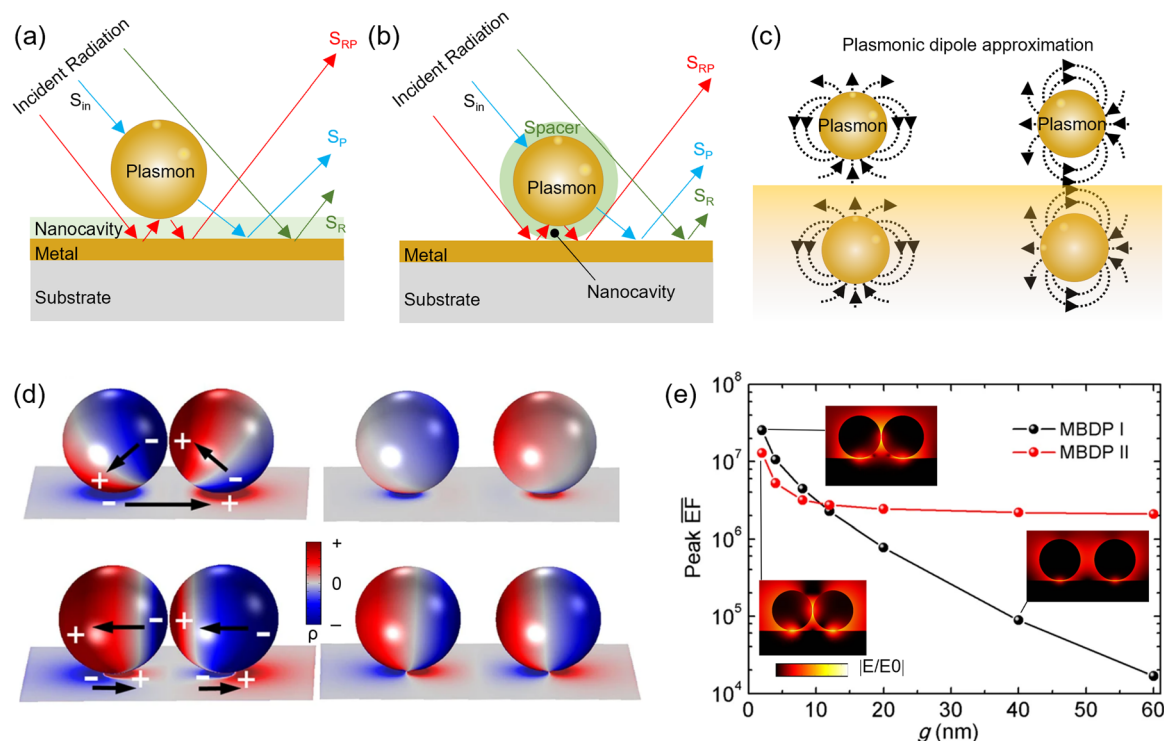 (a)
Incident Radiation
S_in
S_RP
S_P
Plasmon
Nanocavity
S_R
Metal
Substrate
(b)
Incident Radiation
S_in
S_RP
Spacer
S_P
Plasmon
S_R
Metal
Nanocavity
Substrate
(c)
Plasmonic dipole approximation
Plasmon
Plasmon
(d)
− +
+ −
− +
+
0
−
ρ
+ − + −
− + − +
(e)
Peak E̅F̅
10^8
10^7
10^6
10^5
10^4
MBDP I
MBDP II
|E/E0|
0 10 20 30 40 50 60
g (nm)